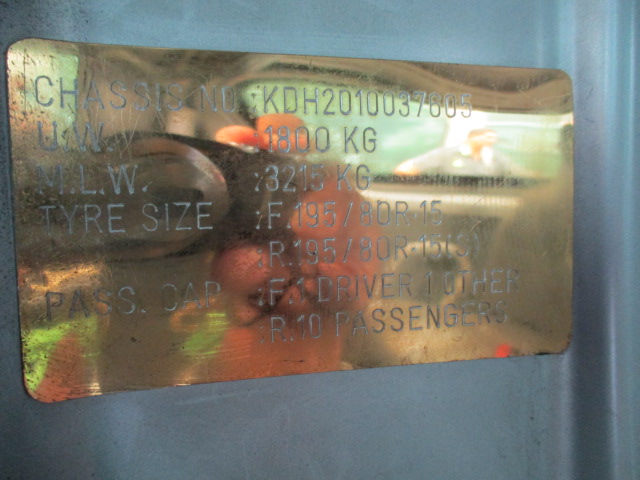 CHASSIS NO :KDH2010037605
U.W. :1800 KG
M.L.W. :3215 KG
TYRE SIZE :F.195/80R-15
:R.195/80R-15(S)
PASS. CAP :F.1 DRIVER 1 OTHER
:R.10 PASSENGERS